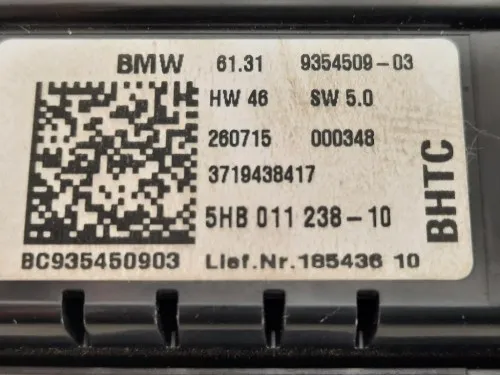 BMW 61.31 9354509-03
HW 46 SW 5.0
260715 000348
3719438417
5HB 011 238-10
BC935450903 Lief.Nr.185436 10
BHTC